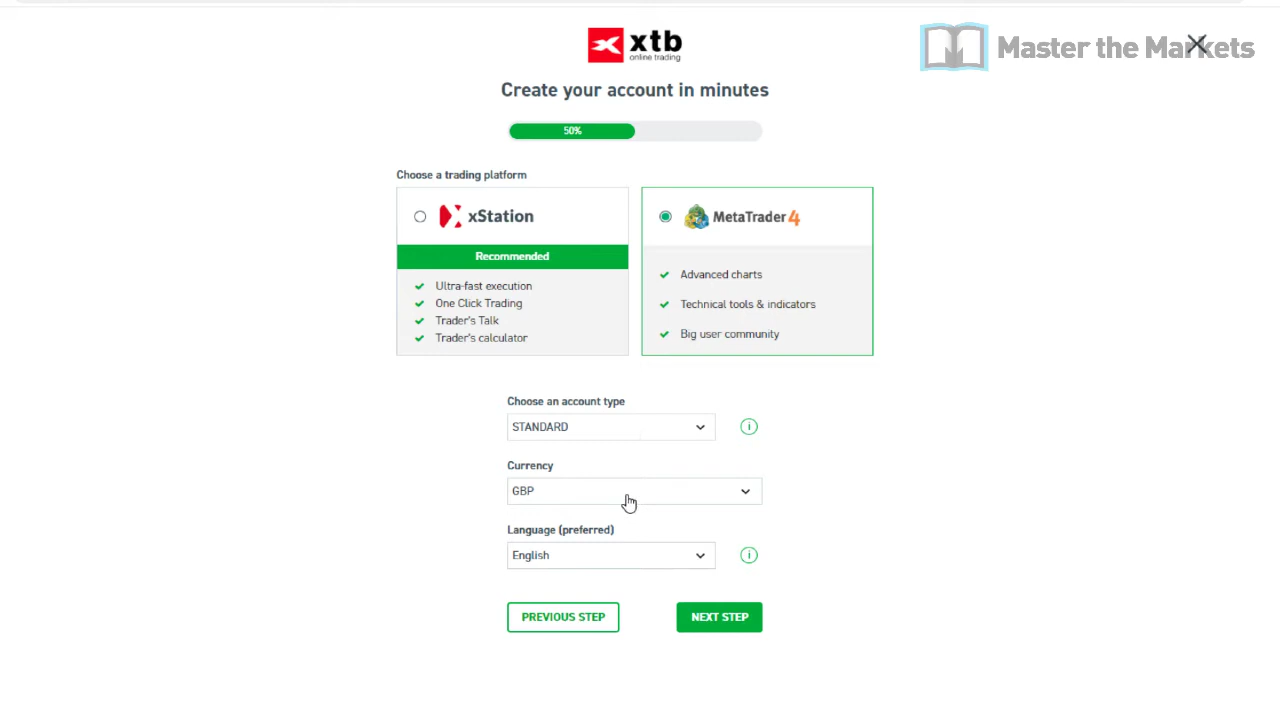 xtb
online trading
Master the Markets
Create your account in minutes
50%
Choose a trading platform
xStation
Recommended
Ultra-fast execution
One Click Trading
Trader's Talk
Trader's calculator
MetaTrader 4
Advanced charts
Technical tools & indicators
Big user community
Choose an account type
STANDARD
Currency
GBP
Language (preferred)
English
PREVIOUS STEP
NEXT STEP